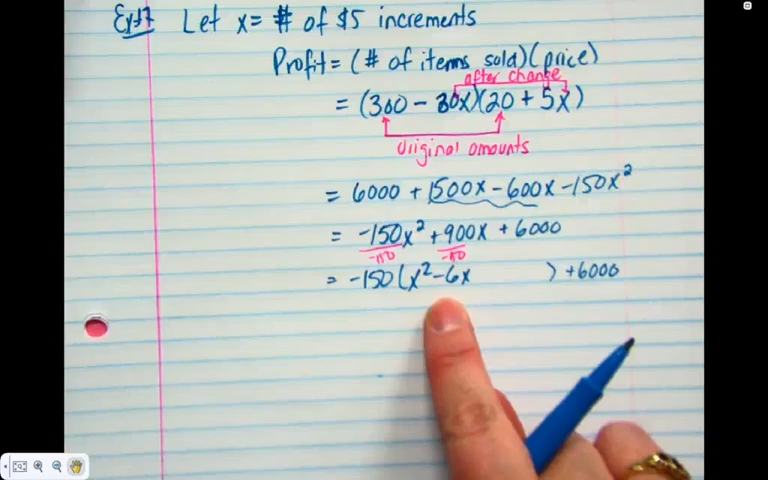 Ex#7 Let x = # of $5 increments
Profit = (# of items sold)(price)
after change
= (300 - 30x)(20 + 5x)
Original amounts
= 6000 + 1500x - 600x - 150x²
= -150x² + 900x + 6000
-150 -150
= -150(x² - 6x ) + 6000